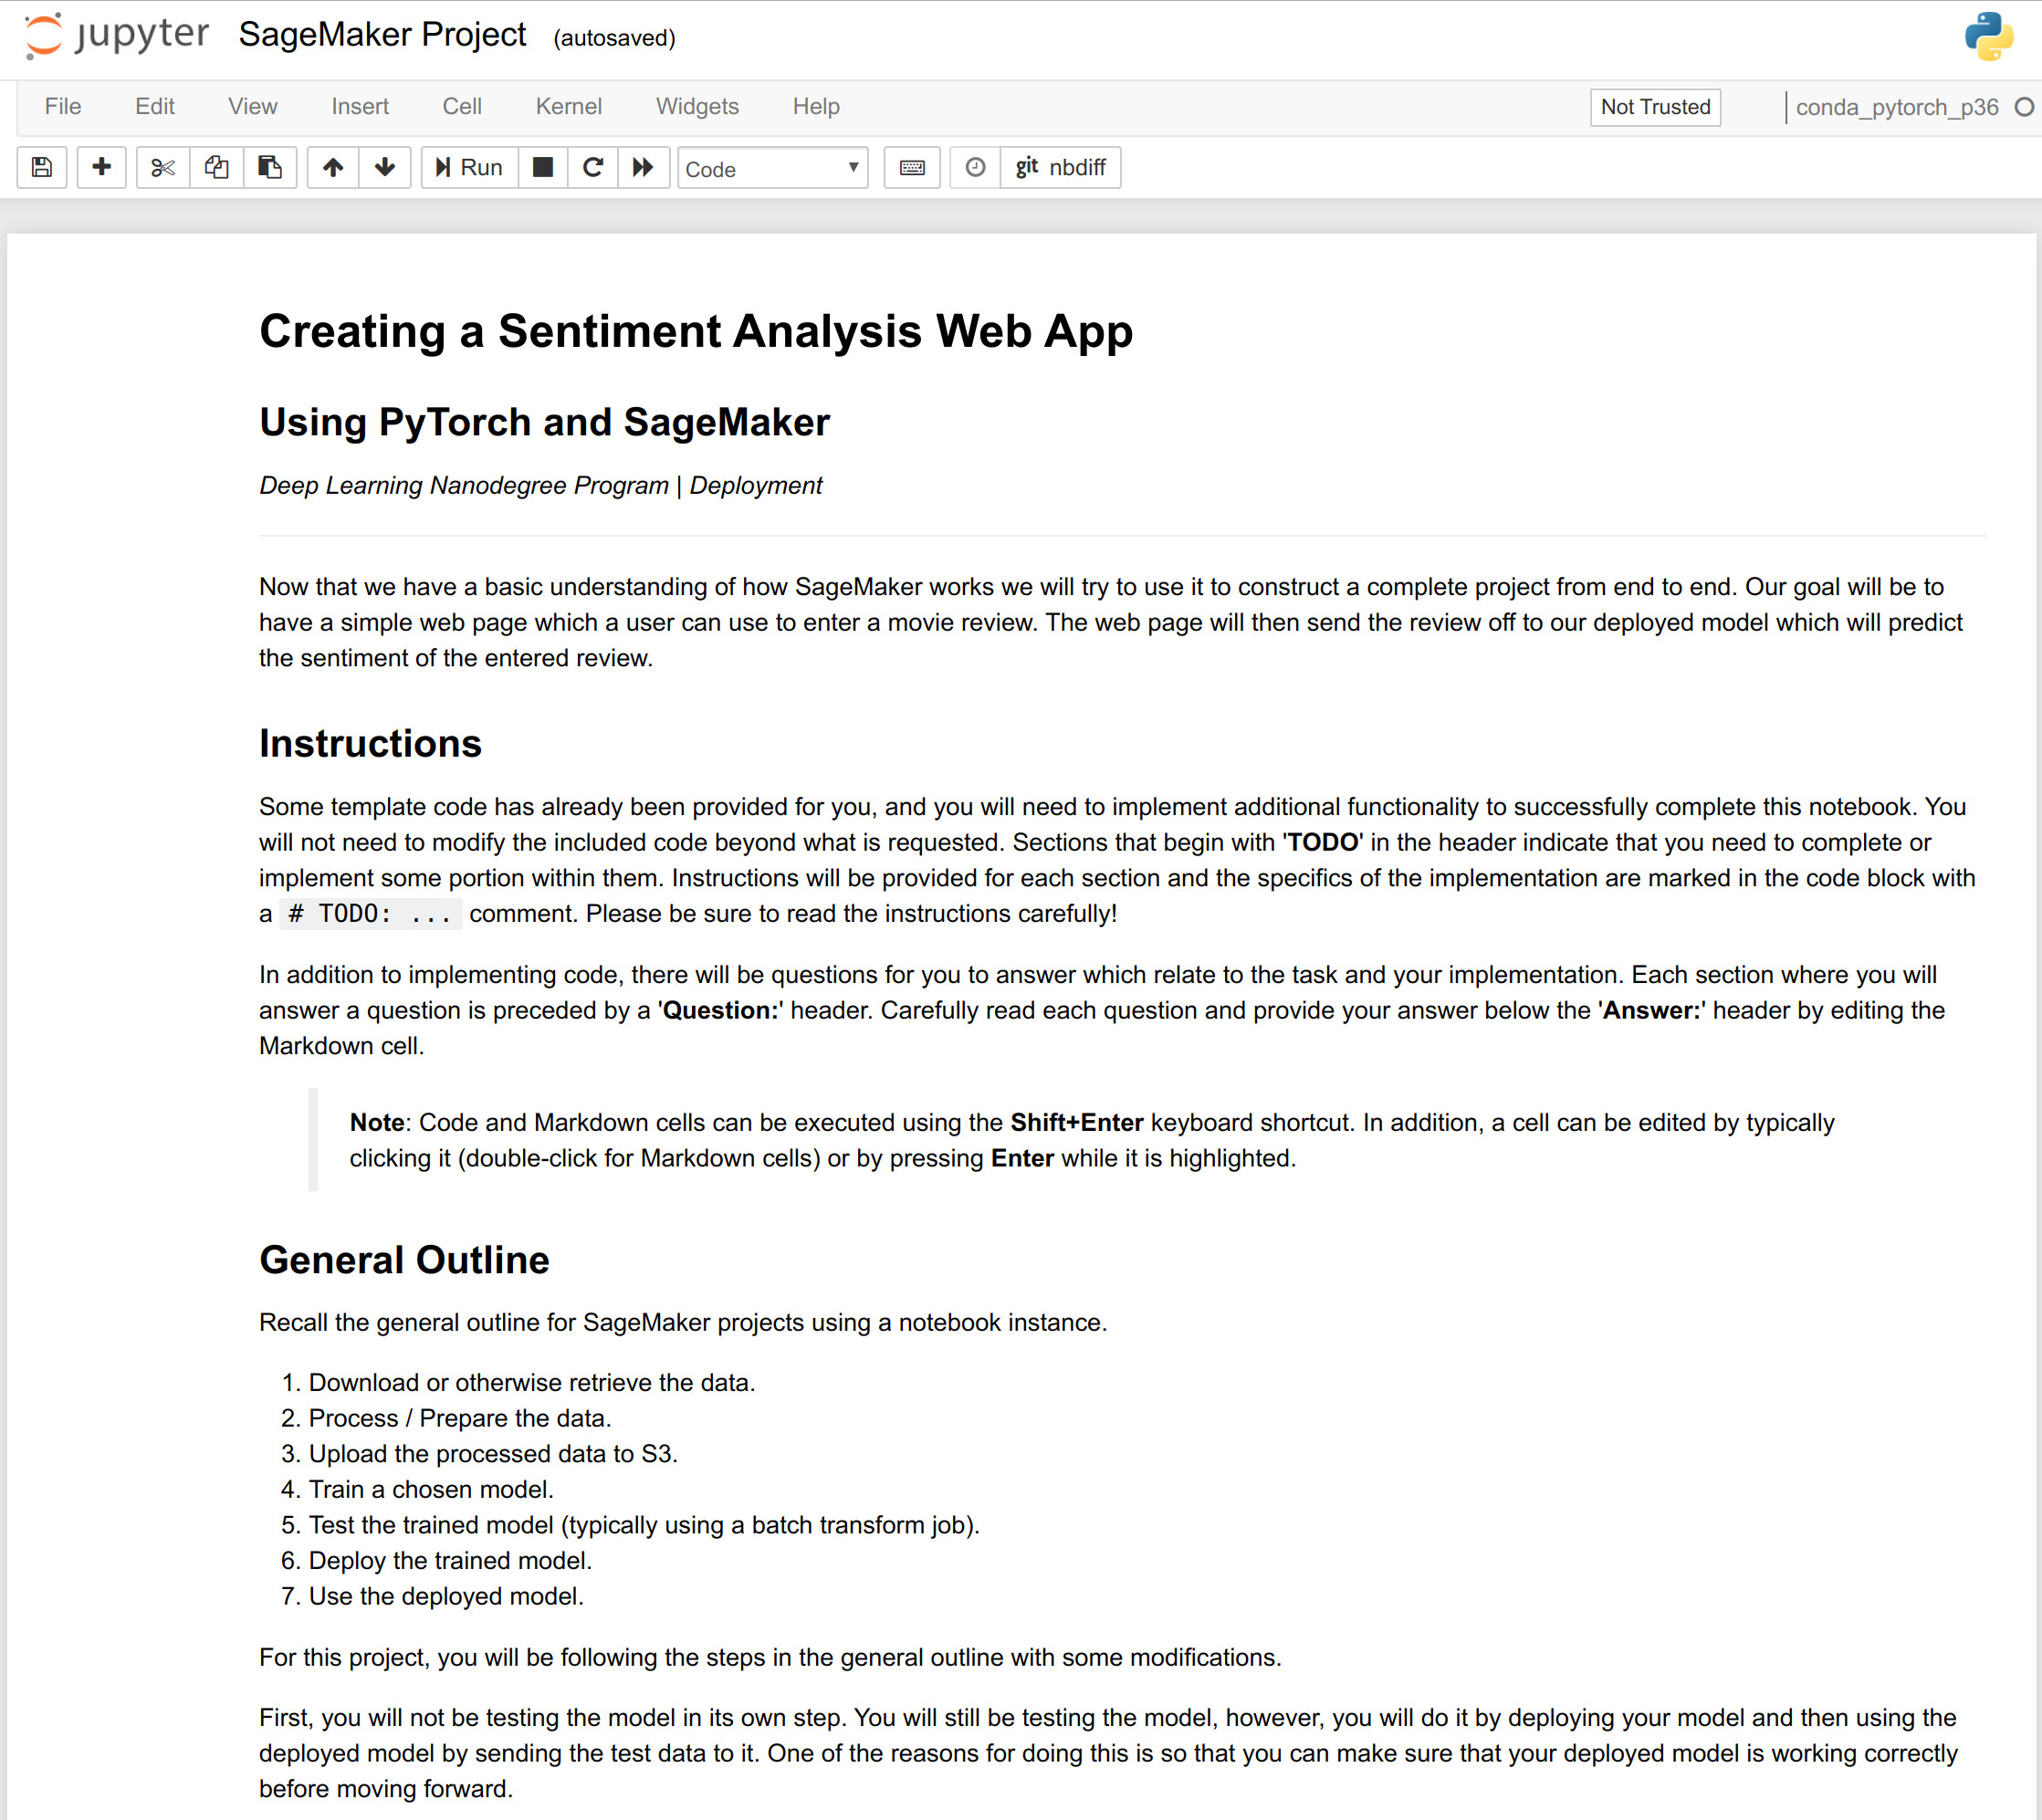 jupyter SageMaker Project (autosaved)
File Edit View Insert Cell Kernel Widgets Help Not Trusted conda_pytorch_p36
Run Code git nbdiff
Creating a Sentiment Analysis Web App
Using PyTorch and SageMaker
Deep Learning Nanodegree Program | Deployment
Now that we have a basic understanding of how SageMaker works we will try to use it to construct a complete project from end to end. Our goal will be to
have a simple web page which a user can use to enter a movie review. The web page will then send the review off to our deployed model which will predict
the sentiment of the entered review.
Instructions
Some template code has already been provided for you, and you will need to implement additional functionality to successfully complete this notebook. You
will not need to modify the included code beyond what is requested. Sections that begin with 'TODO' in the header indicate that you need to complete or
implement some portion within them. Instructions will be provided for each section and the specifics of the implementation are marked in the code block with
a # TODO: ... comment. Please be sure to read the instructions carefully!
In addition to implementing code, there will be questions for you to answer which relate to the task and your implementation. Each section where you will
answer a question is preceded by a 'Question:' header. Carefully read each question and provide your answer below the 'Answer:' header by editing the
Markdown cell.
Note: Code and Markdown cells can be executed using the Shift+Enter keyboard shortcut. In addition, a cell can be edited by typically
clicking it (double-click for Markdown cells) or by pressing Enter while it is highlighted.
General Outline
Recall the general outline for SageMaker projects using a notebook instance.
1. Download or otherwise retrieve the data.
2. Process / Prepare the data.
3. Upload the processed data to S3.
4. Train a chosen model.
5. Test the trained model (typically using a batch transform job).
6. Deploy the trained model.
7. Use the deployed model.
For this project, you will be following the steps in the general outline with some modifications.
First, you will not be testing the model in its own step. You will still be testing the model, however, you will do it by deploying your model and then using the
deployed model by sending the test data to it. One of the reasons for doing this is so that you can make sure that your deployed model is working correctly
before moving forward.